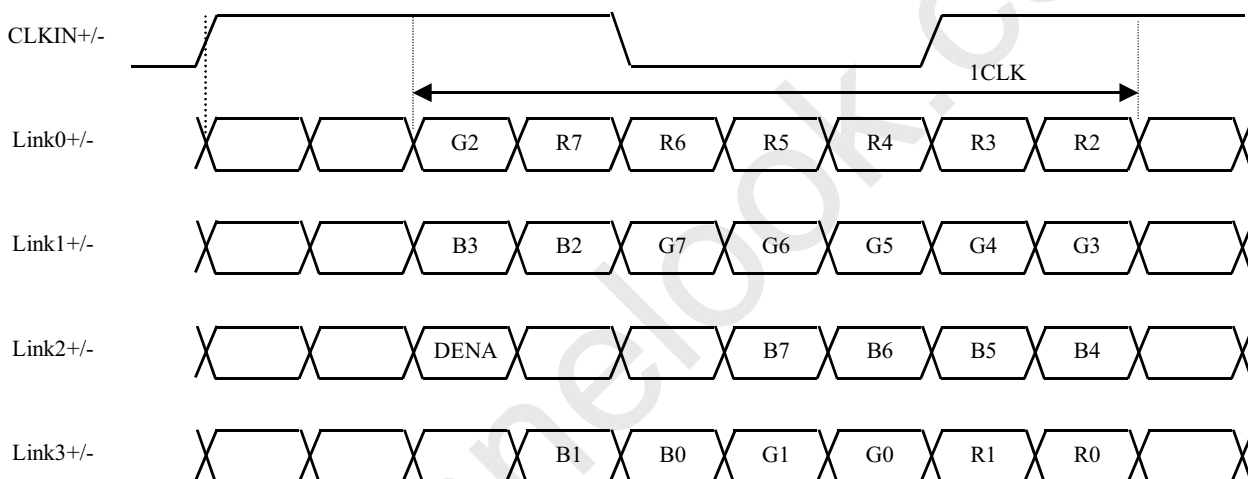 CLKIN+/-
1CLK
Link0+/- G2 R7 R6 R5 R4 R3 R2
Link1+/- B3 B2 G7 G6 G5 G4 G3
Link2+/- DENA B7 B6 B5 B4
Link3+/- B1 B0 G1 G0 R1 R0
nelook.c